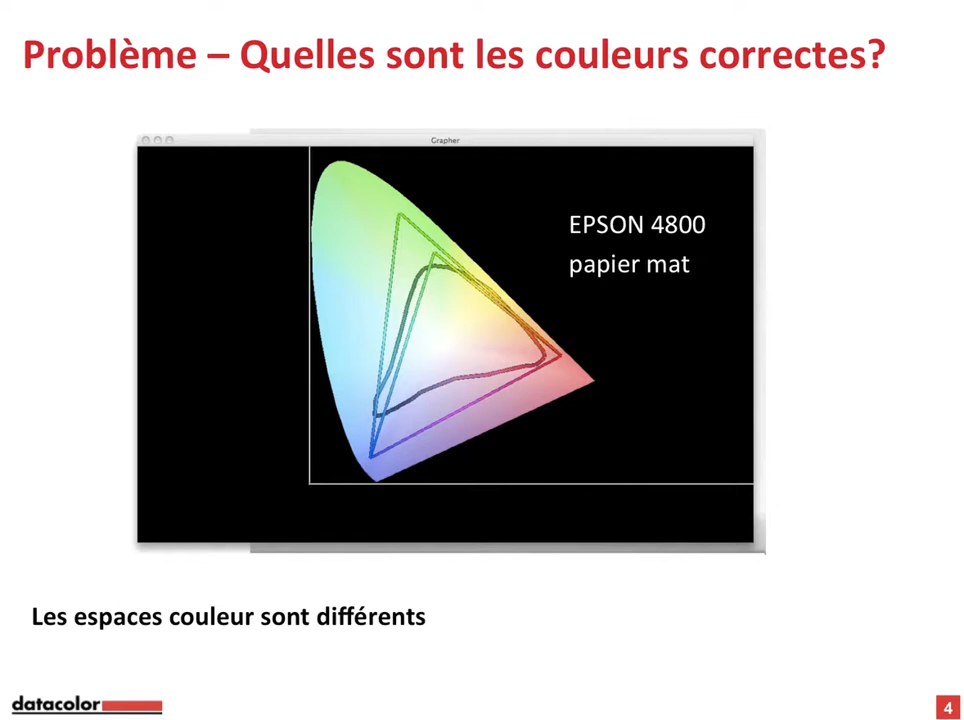 Problème – Quelles sont les couleurs correctes?
Grapher
EPSON 4800
papier mat
Les espaces couleur sont différents
datacolor
4